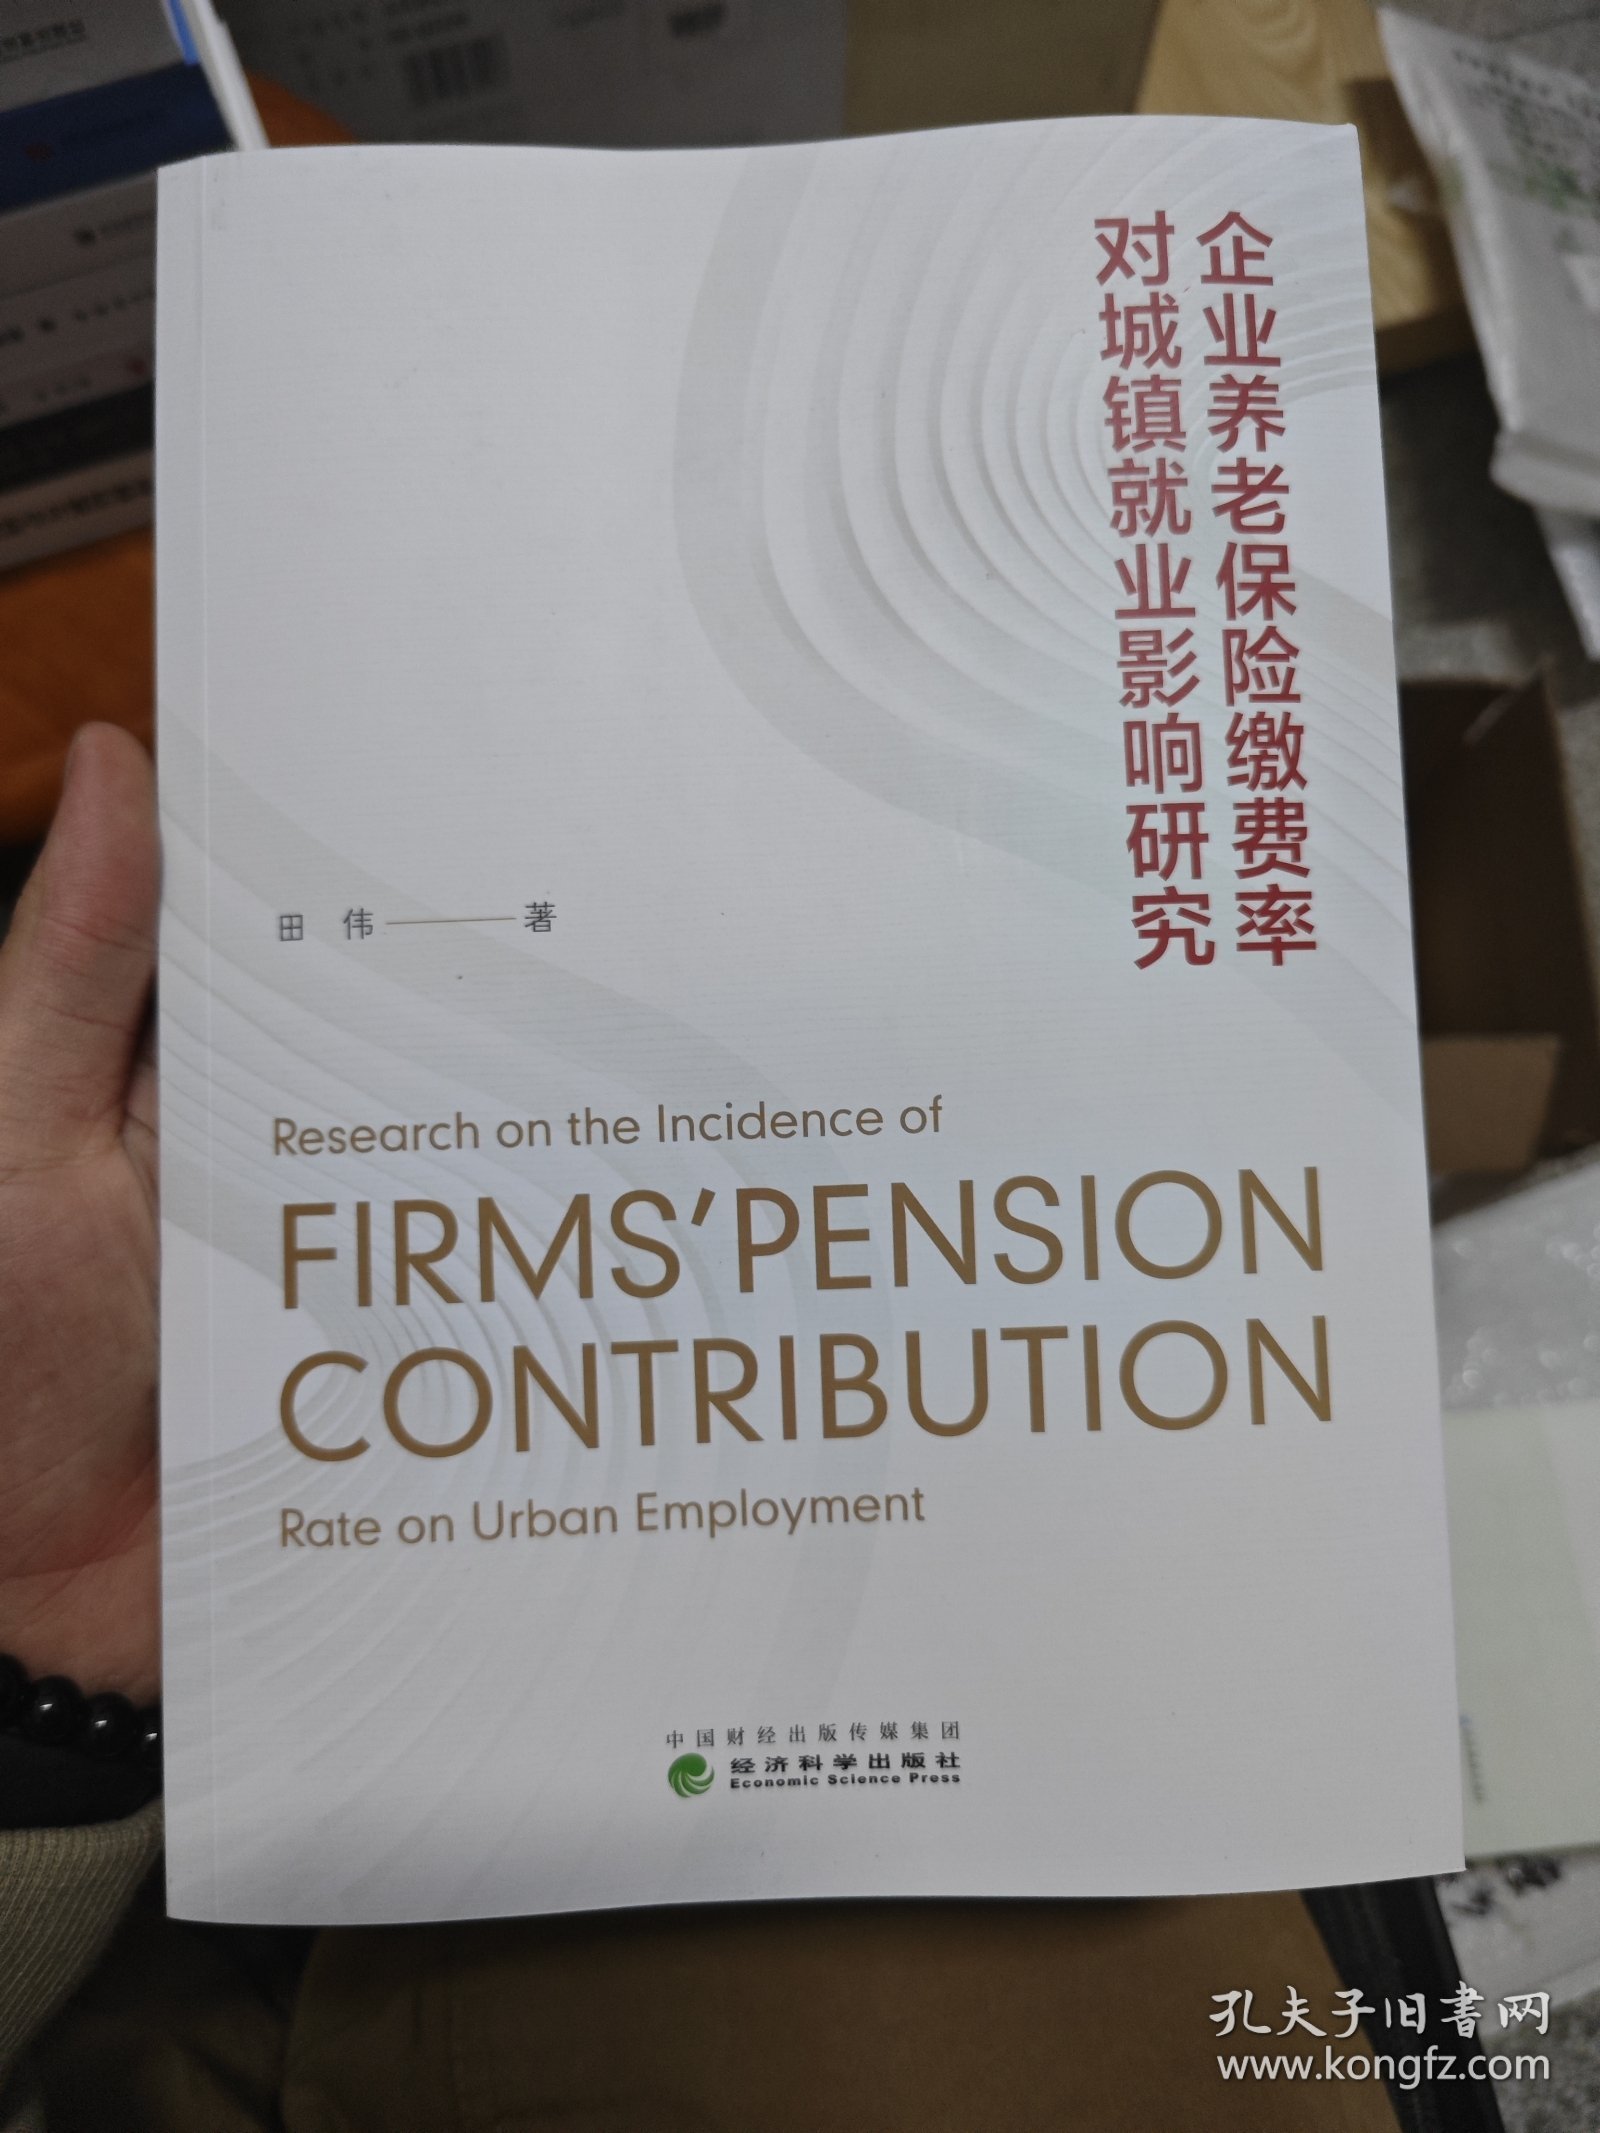 企业养老保险缴费率
对城镇就业影响研究
田 伟 著
Research on the Incidence of
FIRMS'PENSION
CONTRIBUTION
Rate on Urban Employment
中国财经出版传媒集团
经济科学出版社
Economic Science Press
孔夫子旧书网
www.kongfz.com